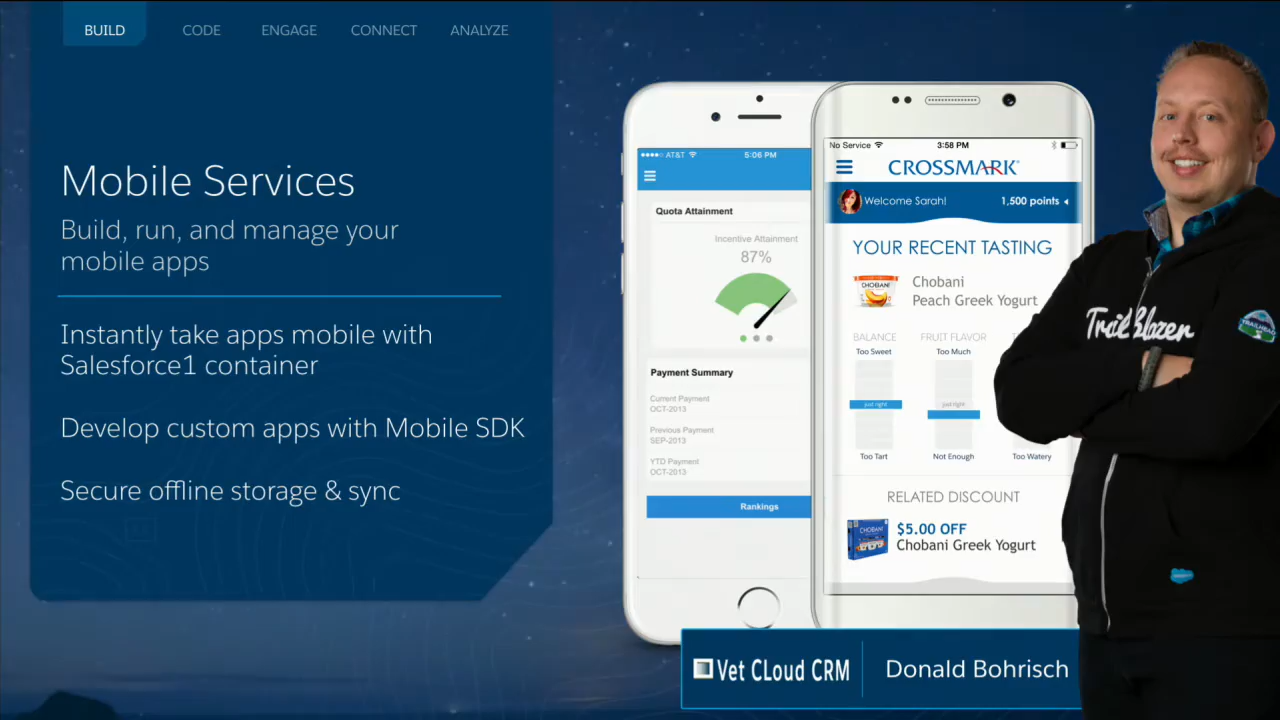 BUILD CODE ENGAGE CONNECT ANALYZE
Mobile Services
Build, run, and manage your
mobile apps
Instantly take apps mobile with
Salesforce1 container
Develop custom apps with Mobile SDK
Secure offline storage & sync
AT&T 5:06 PM
Quota Attainment
Incentive Attainment
87%
Payment Summary
Current Payment
OCT-2013
Previous Payment
SEP-2013
YTD Payment
OCT-2013
Rankings
No Service 3:58 PM
CROSSMARK
Welcome Sarah! 1,500 points
YOUR RECENT TASTING
CHOBANI
Chobani
Peach Greek Yogurt
BALANCE FRUIT FLAVOR
Too Sweet Too Much
just right just right
Too Tart Not Enough Too Watery
RELATED DISCOUNT
CHOBANI
$5.00 OFF
Chobani Greek Yogurt
Trailblazer
TRAILHEAD
Vet CLoud CRM Donald Bohrisch